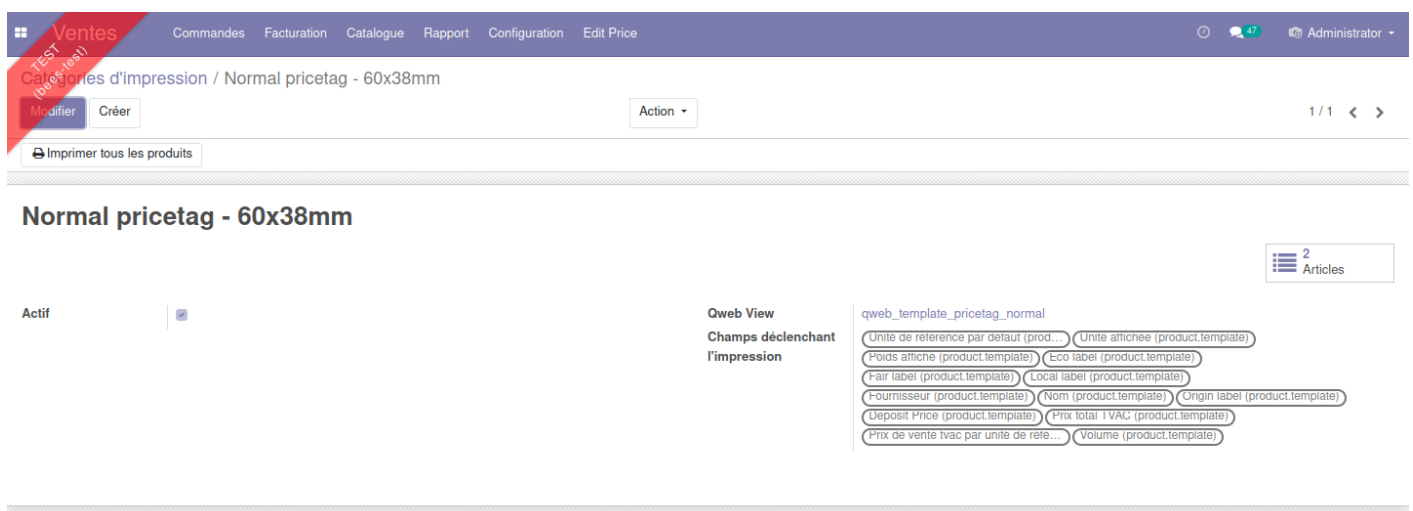 Ventes Commandes Facturation Catalogue Rapport Configuration Edit Price 47 Administrator
TEST
(bees-test)
Catégories d'impression / Normal pricetag - 60x38mm
Modifier Créer Action 1 / 1
Imprimer tous les produits
Normal pricetag - 60x38mm
2
Articles
Actif Qweb View qweb_template_pricetag_normal
Champs déclenchant l'impression
Unité de référence par défaut (prod… Unité affichée (product.template)
Poids affiché (product.template) Eco label (product.template)
Fair label (product.template) Local label (product.template)
Fournisseur (product.template) Nom (product.template) Origin label (product.template)
Deposit Price (product.template) Prix total TVAC (product.template)
Prix de vente tvac par unité de réfé… Volume (product.template)